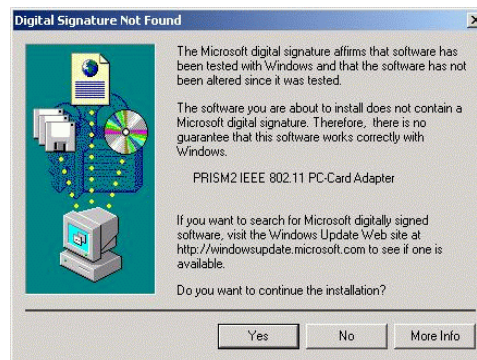 Digital Signature Not Found
The Microsoft digital signature affirms that software has
been tested with Windows and that the software has not
been altered since it was tested.
The software you are about to install does not contain a
Microsoft digital signature. Therefore, there is no
guarantee that this software works correctly with
Windows.
PRISM2 IEEE 802.11 PC-Card Adapter
If you want to search for Microsoft digitally signed
software, visit the Windows Update Web site at
http://windowsupdate.microsoft.com to see if one is
available.
Do you want to continue the installation?
Yes No More Info